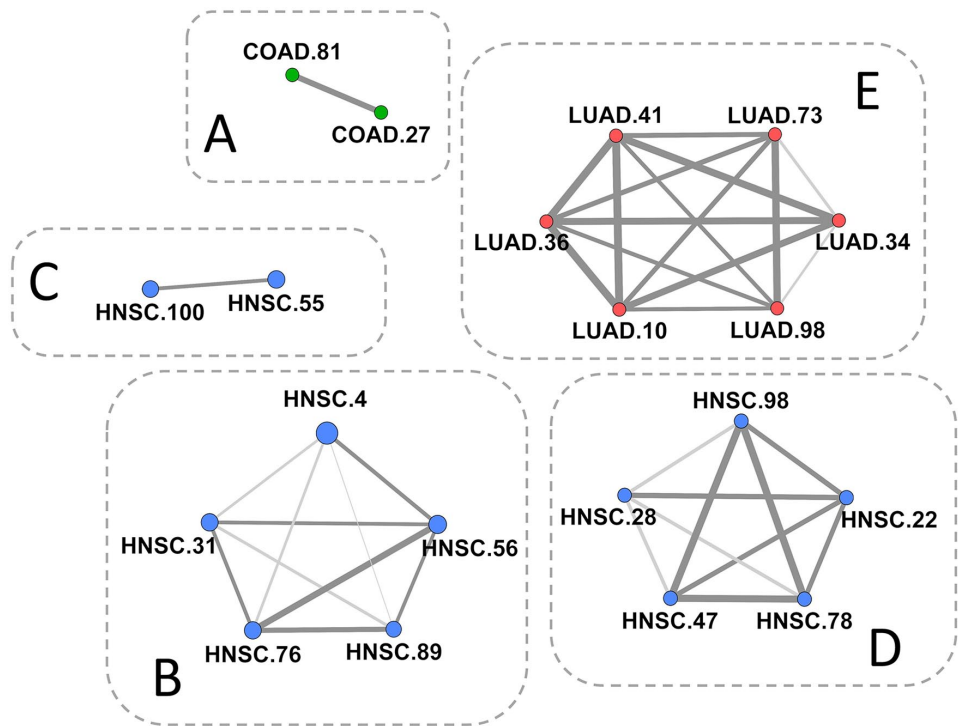 COAD.81
COAD.27
A
E
LUAD.41
LUAD.73
LUAD.36
LUAD.34
LUAD.10
LUAD.98
C
HNSC.100
HNSC.55
HNSC.4
HNSC.31
HNSC.56
HNSC.76
HNSC.89
B
HNSC.98
HNSC.28
HNSC.22
HNSC.47
HNSC.78
D